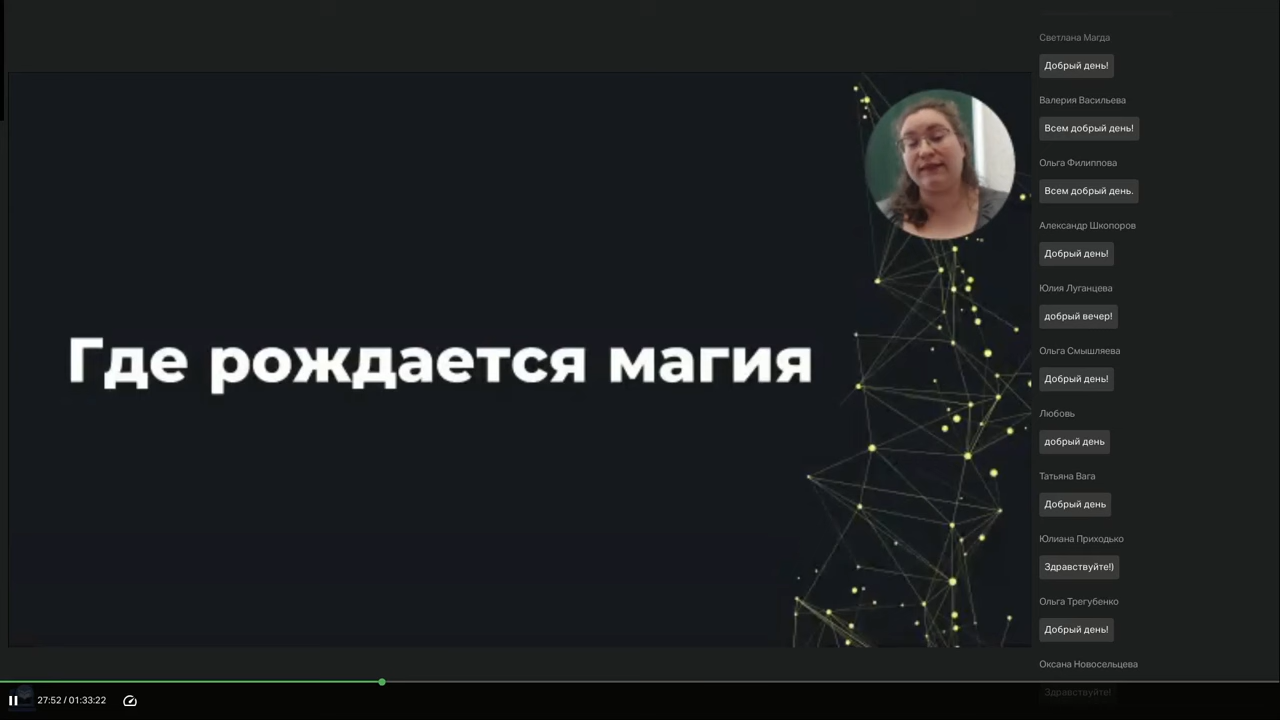 Где рождается магия
Светлана Магда
Добрый день!
Валерия Васильева
Всем добрый день!
Ольга Филиппова
Всем добрый день.
Александр Шкопоров
Добрый день!
Юлия Луганцева
добрый вечер!
Ольга Смышляева
Добрый день!
Любовь
добрый день
Татьяна Вага
Добрый день
Юлиана Приходько
Здравствуйте!)
Ольга Трегубенко
Добрый день!
Оксана Новосельцева
Здравствуйте!
27:52 / 01:33:22